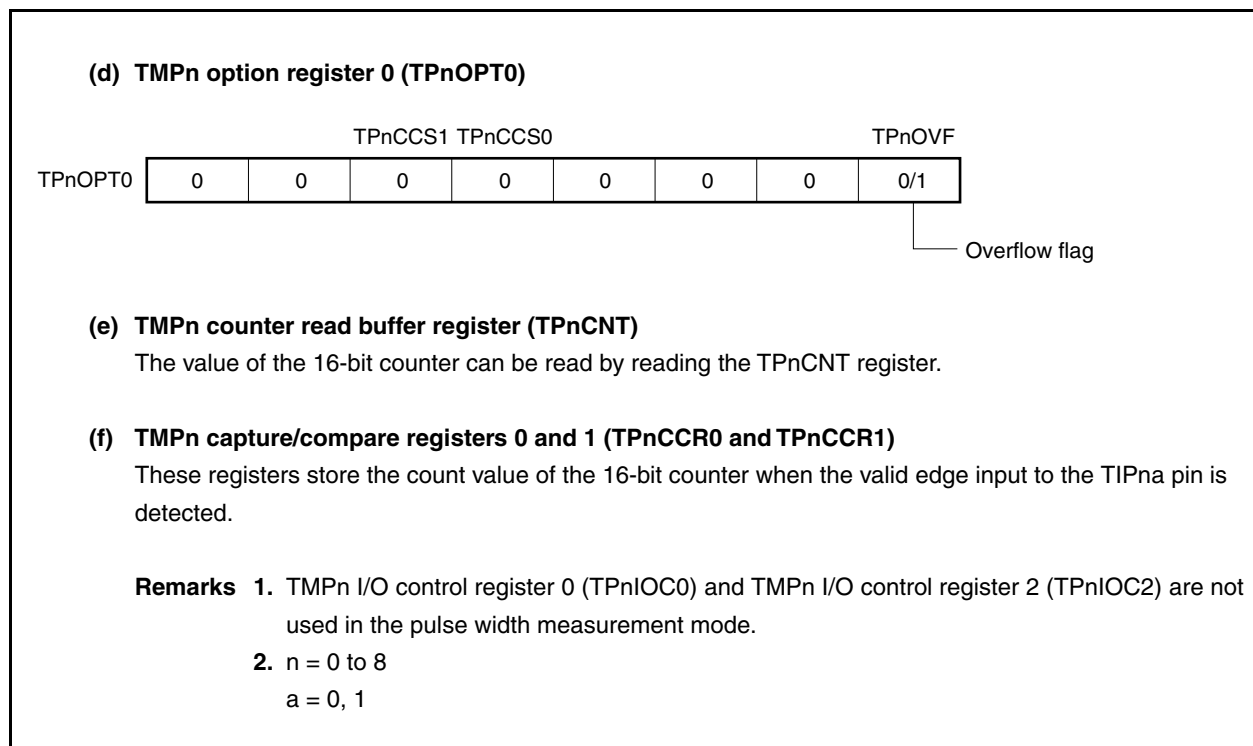 (d) TMPn option register 0 (TPnOPT0)
TPnCCS1 TPnCCS0 TPnOVF
TPnOPT0 0 0 0 0 0 0 0 0/1
Overflow flag
(e) TMPn counter read buffer register (TPnCNT)
The value of the 16-bit counter can be read by reading the TPnCNT register.
(f) TMPn capture/compare registers 0 and 1 (TPnCCR0 and TPnCCR1)
These registers store the count value of the 16-bit counter when the valid edge input to the TIPna pin is
detected.
Remarks 1. TMPn I/O control register 0 (TPnIOC0) and TMPn I/O control register 2 (TPnIOC2) are not
used in the pulse width measurement mode.
2. n = 0 to 8
a = 0, 1